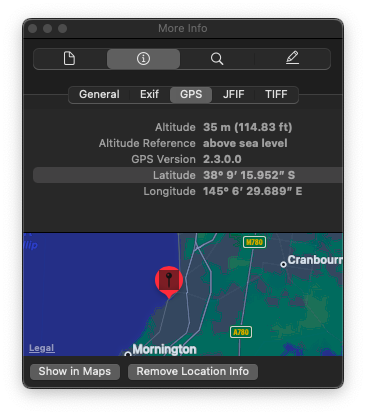 More Info
General Exif GPS JFIF TIFF
Altitude 35 m (114.83 ft)
Altitude Reference above sea level
GPS Version 2.3.0.0
Latitude 38° 9' 15.952" S
Longitude 145° 6' 29.689" E
M780
Cranbourn
A780
Legal
Mornington
Show in Maps Remove Location Info